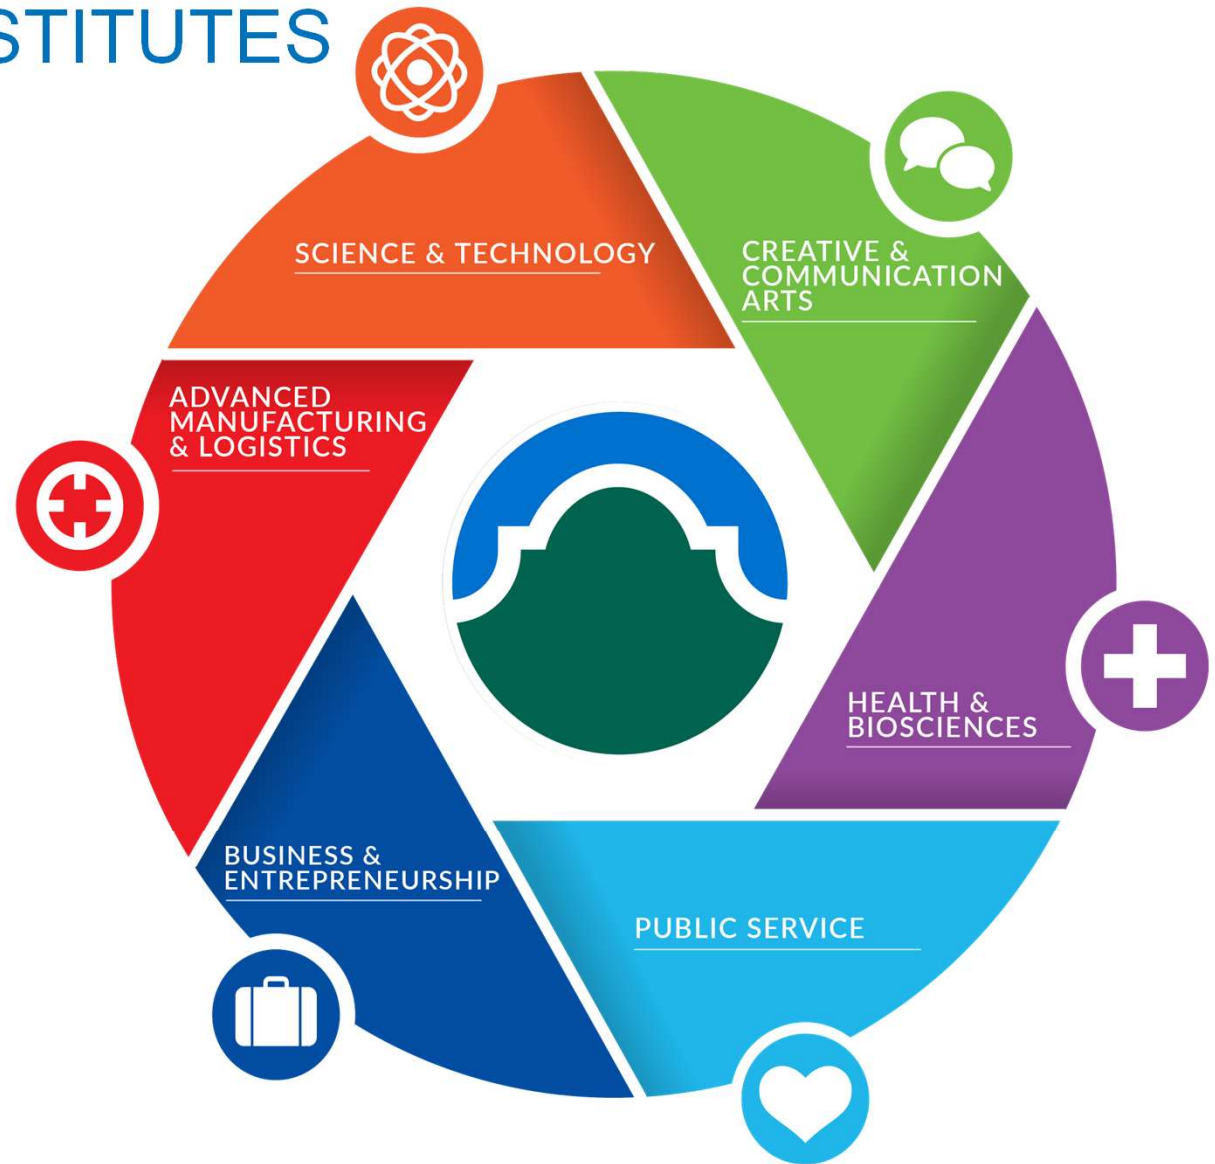 STITUTES
SCIENCE & TECHNOLOGY
CREATIVE &
COMMUNICATION
ARTS
ADVANCED
MANUFACTURING
& LOGISTICS
HEALTH &
BIOSCIENCES
BUSINESS &
ENTREPRENEURSHIP
PUBLIC SERVICE